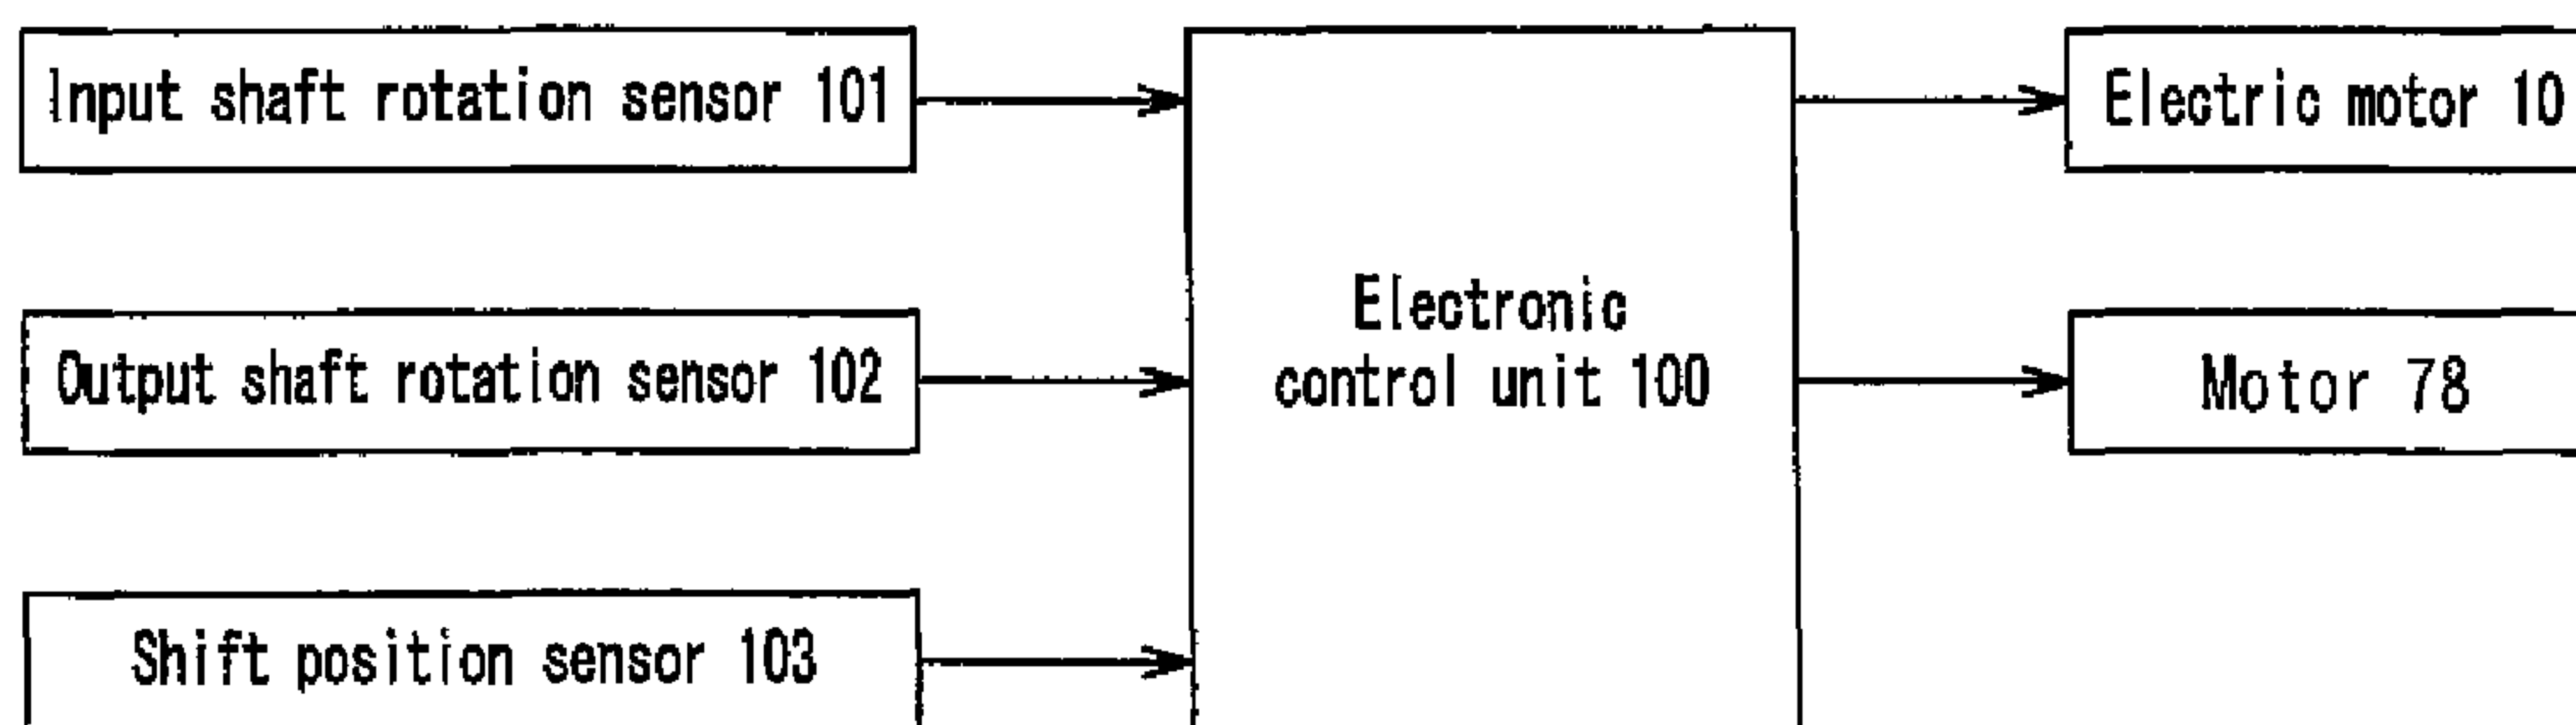 Input shaft rotation sensor 101
Electric motor 10
Output shaft rotation sensor 102
Electronic
control unit 100
Motor 78
Shift position sensor 103